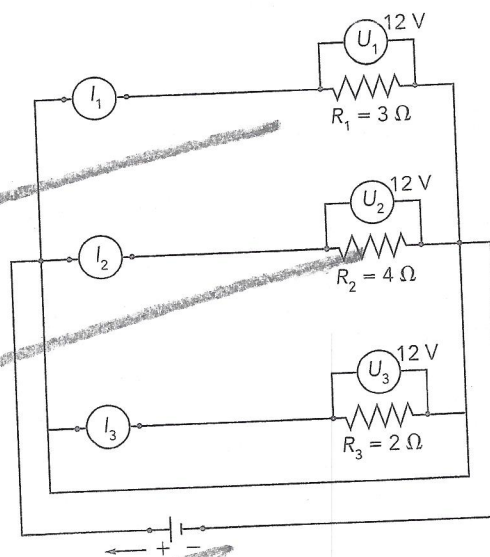 U₁ 12 V
I₁
R₁ = 3 Ω
U₂ 12 V
I₂
R₂ = 4 Ω
U₃ 12 V
I₃
R₃ = 2 Ω
+ −